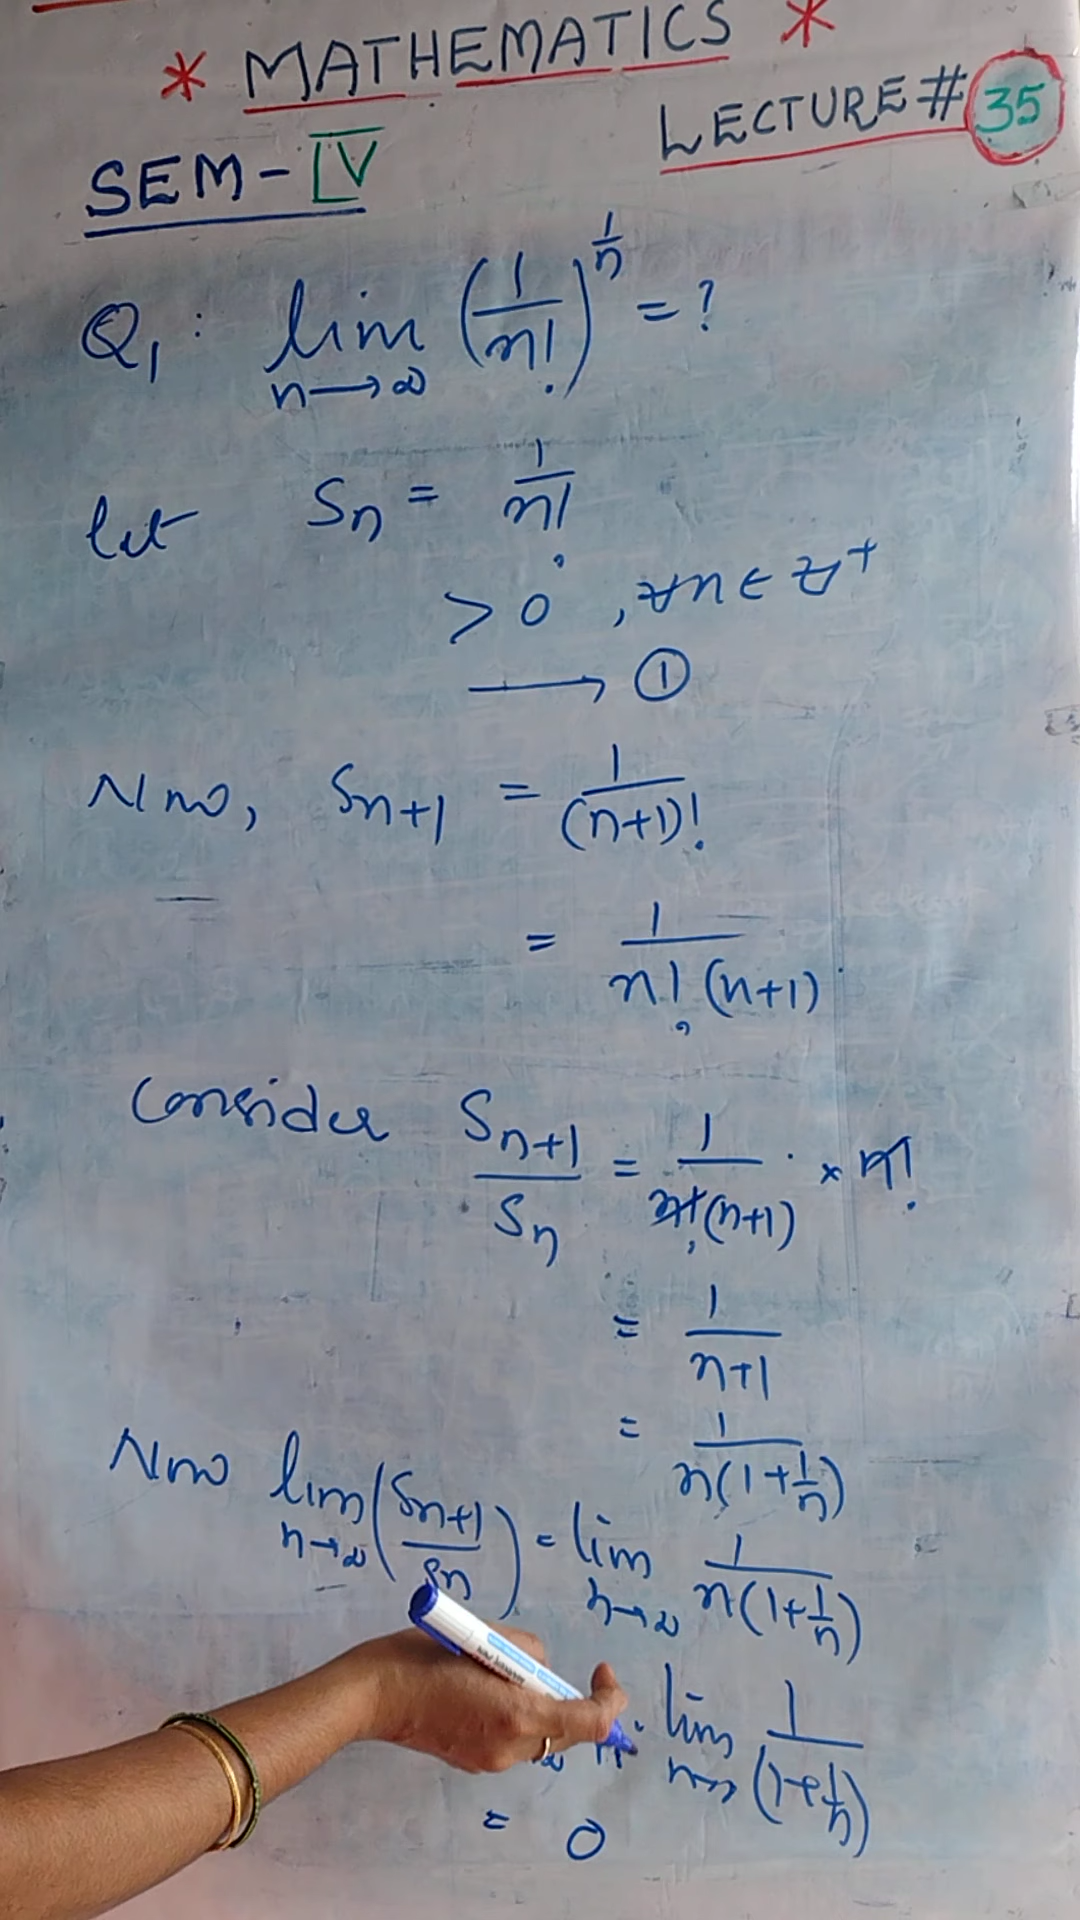 * MATHEMATICS *
LECTURE # 35
SEM-IV
Q1: lim n→∞ (1/n!)^(1/n) = ?
let Sn = 1/n!
> 0 , ∀n ∈ Z+
→ ①
Now, Sn+1 = 1/(n+1)!
= 1/n!(n+1)
Consider Sn+1/Sn = 1/n!(n+1) × n!
= 1/n+1
= 1/n(1+1/n)
Now lim n→∞ (Sn+1/Sn) = lim n→∞ 1/n(1+1/n)
lim n→∞ 1/(1+1/n)
= 0